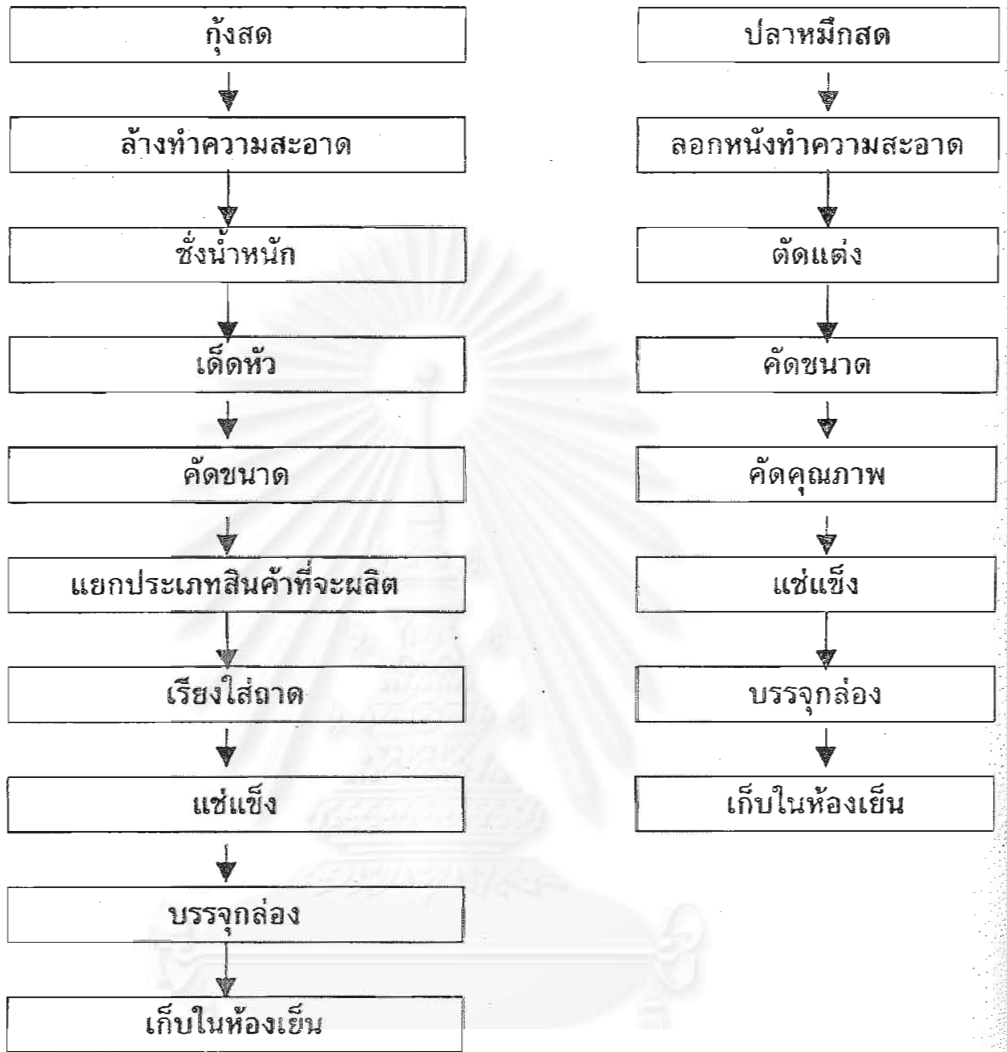 กุ้งสด
ล้างทำความสะอาด
ชั่งน้ำหนัก
เด็ดหัว
คัดขนาด
แยกประเภทสินค้าที่จะผลิต
เรียงใส่ถาด
แช่แข็ง
บรรจุกล่อง
เก็บในห้องเย็น
ปลาหมึกสด
ลอกหนังทำความสะอาด
ตัดแต่ง
คัดขนาด
คัดคุณภาพ
แช่แข็ง
บรรจุกล่อง
เก็บในห้องเย็น